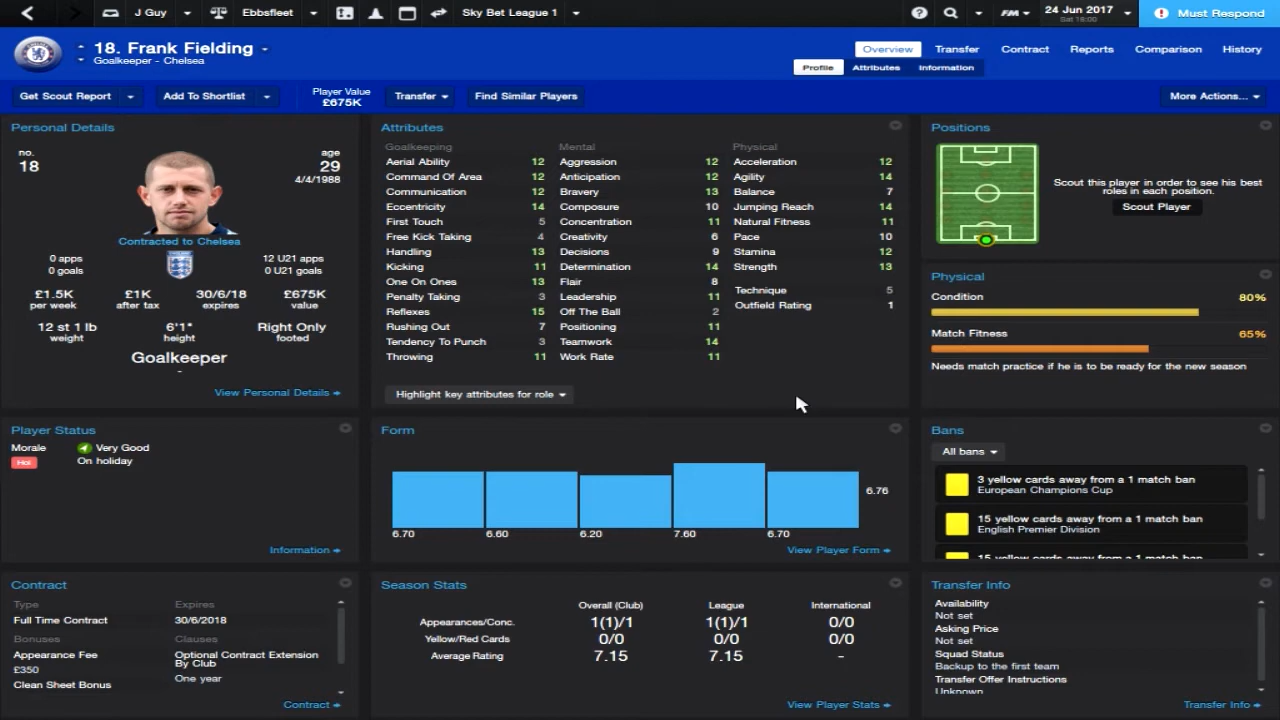 J Guy
Ebbsfleet
Sky Bet League 1
FM
24 Jun 2017
Sat 18:00
Must Respond
18. Frank Fielding
Goalkeeper - Chelsea
Overview Transfer Contract Reports Comparison History
Profile Attributes Information
Get Scout Report
Add To Shortlist
Player Value
£675K
Transfer
Find Similar Players
More Actions...
Personal Details
no.
18
age
29
4/4/1988
Contracted to Chelsea
0 apps
0 goals
12 U21 apps
0 U21 goals
£1.5K
per week
£1K
after tax
30/6/18
expires
£675K
value
12 st 1 lb
weight
6'1"
height
Right Only
footed
Goalkeeper
-
View Personal Details
Attributes
Goalkeeping Mental Physical
Aerial Ability 12 Aggression 12 Acceleration 12
Command Of Area 12 Anticipation 12 Agility 14
Communication 12 Bravery 13 Balance 7
Eccentricity 14 Composure 10 Jumping Reach 14
First Touch 5 Concentration 11 Natural Fitness 11
Free Kick Taking 4 Creativity 6 Pace 10
Handling 13 Decisions 9 Stamina 12
Kicking 11 Determination 14 Strength 13
One On Ones 13 Flair 8
Penalty Taking 3 Leadership 11 Technique 5
Reflexes 15 Off The Ball 2 Outfield Rating 1
Rushing Out 7 Positioning 11
Tendency To Punch 3 Teamwork 14
Throwing 11 Work Rate 11
Highlight key attributes for role
Positions
Scout this player in order to see his best
roles in each position.
Scout Player
Physical
Condition 80%
Match Fitness 65%
Needs match practice if he is to be ready for the new season
Player Status
Morale Very Good
Hol On holiday
Information
Form
6.76
6.70 6.60 6.20 7.60 6.70
View Player Form
Bans
All bans
3 yellow cards away from a 1 match ban
European Champions Cup
15 yellow cards away from a 1 match ban
English Premier Division
15 yellow cards away from a 1 match ban
Contract
Type Expires
Full Time Contract 30/6/2018
Bonuses Clauses
Appearance Fee
£350
Clean Sheet Bonus
Optional Contract Extension
By Club
One year
Contract
Season Stats
Overall (Club) League International
Appearances/Conc. 1(1)/1 1(1)/1 0/0
Yellow/Red Cards 0/0 0/0 0/0
Average Rating 7.15 7.15 -
View Player Stats
Transfer Info
Availability
Not set
Asking Price
Not set
Squad Status
Backup to the first team
Transfer Offer Instructions
Unknown
Transfer Info